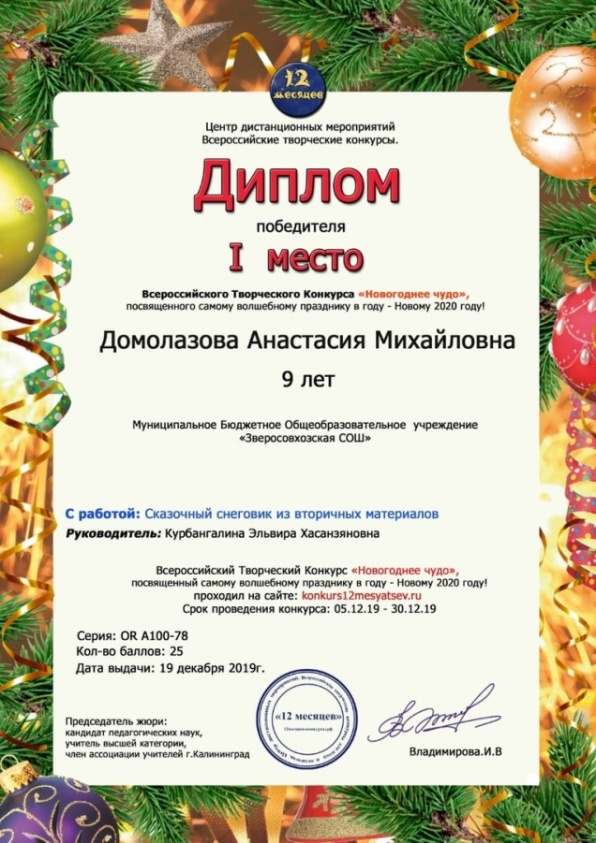 12
месяцев
Центр дистанционных мероприятий
Всероссийские творческие конкурсы.
Диплом
победителя
I место
Всероссийского Творческого Конкурса «Новогоднее чудо»,
посвященного самому волшебному празднику в году - Новому 2020 году!
Домолазова Анастасия Михайловна
9 лет
Муниципальное Бюджетное Общеобразовательное учреждение
«Зверосовхозская СОШ»
С работой: Сказочный снеговик из вторичных материалов
Руководитель: Курбангалина Эльвира Хасанзяновна
Всероссийский Творческий Конкурс «Новогоднее чудо»,
посвященный самому волшебному празднику в году - Новому 2020 году!
проходил на сайте: konkurs12mesyatsev.ru
Срок проведения конкурса: 05.12.19 - 30.12.19
Серия: OR A100-78
Кол-во баллов: 25
Дата выдачи: 19 декабря 2019г.
«12 месяцев»
Председатель жюри:
кандидат педагогических наук,
учитель высшей категории,
член ассоциации учителей г.Калининград
Владимирова.И.В